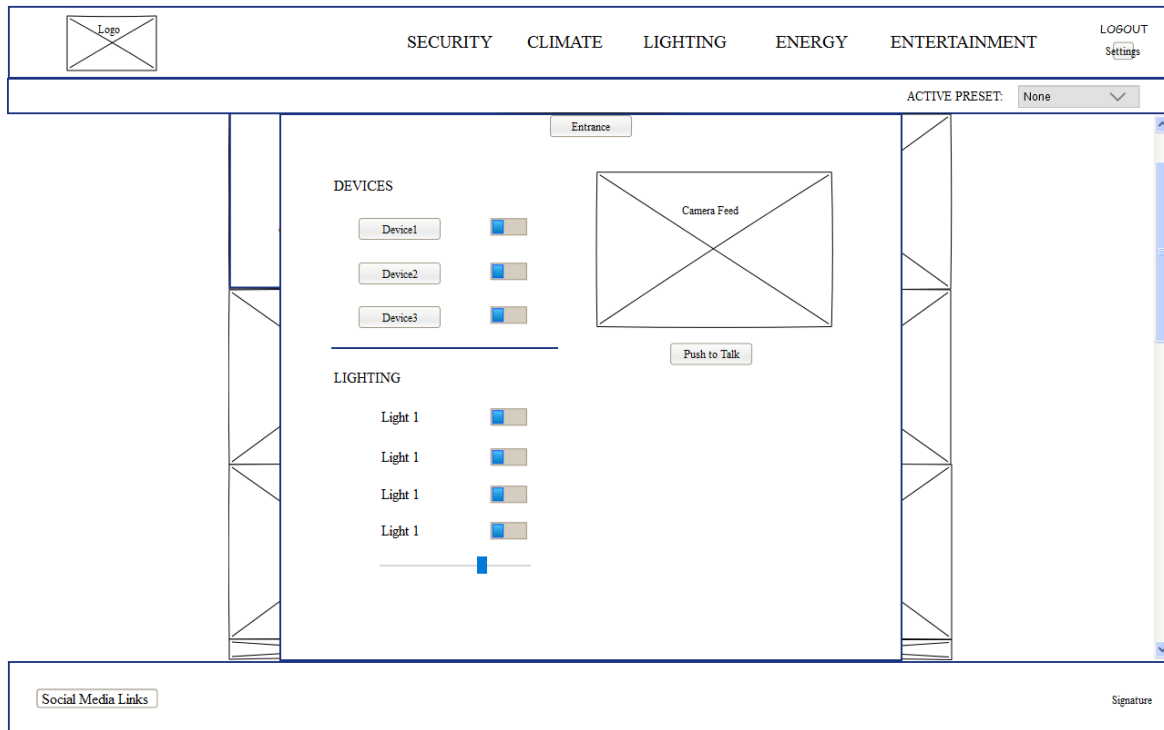 Logo
SECURITY CLIMATE LIGHTING ENERGY ENTERTAINMENT
LOGOUT
Settings
ACTIVE PRESET: None
Entrance
DEVICES
Camera Feed
Device1
Device2
Device3
Push to Talk
LIGHTING
Light 1
Light 1
Light 1
Light 1
Social Media Links
Signature